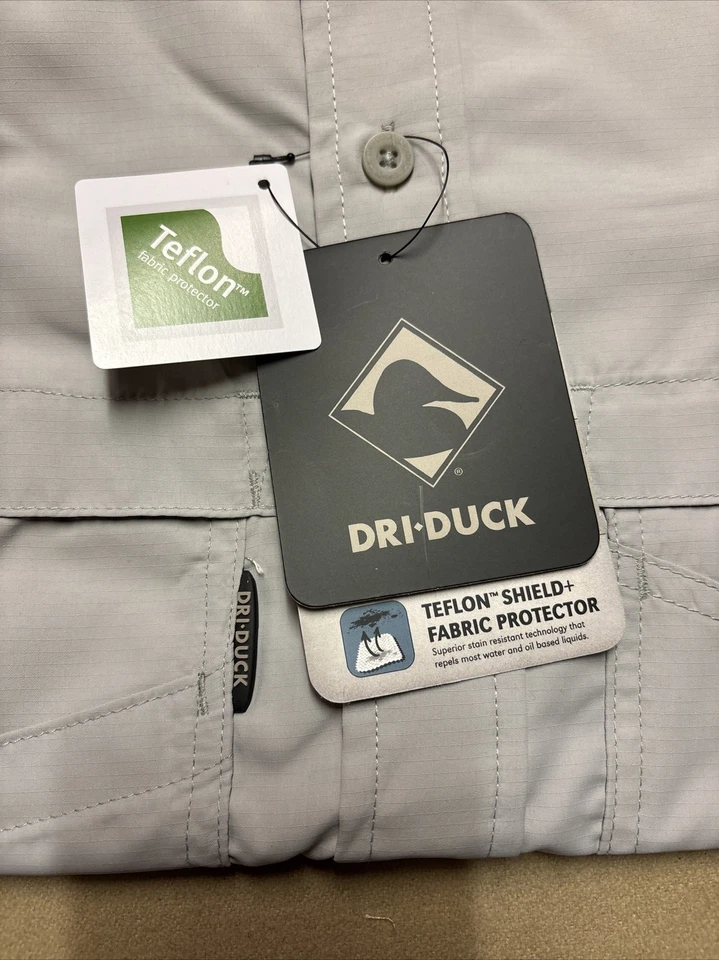 Teflon™
fabric protector
®
DRI·DUCK
TEFLON™ SHIELD+
FABRIC PROTECTOR
Superior stain resistant technology that
repels most water and oil based liquids.
DRI·DUCK